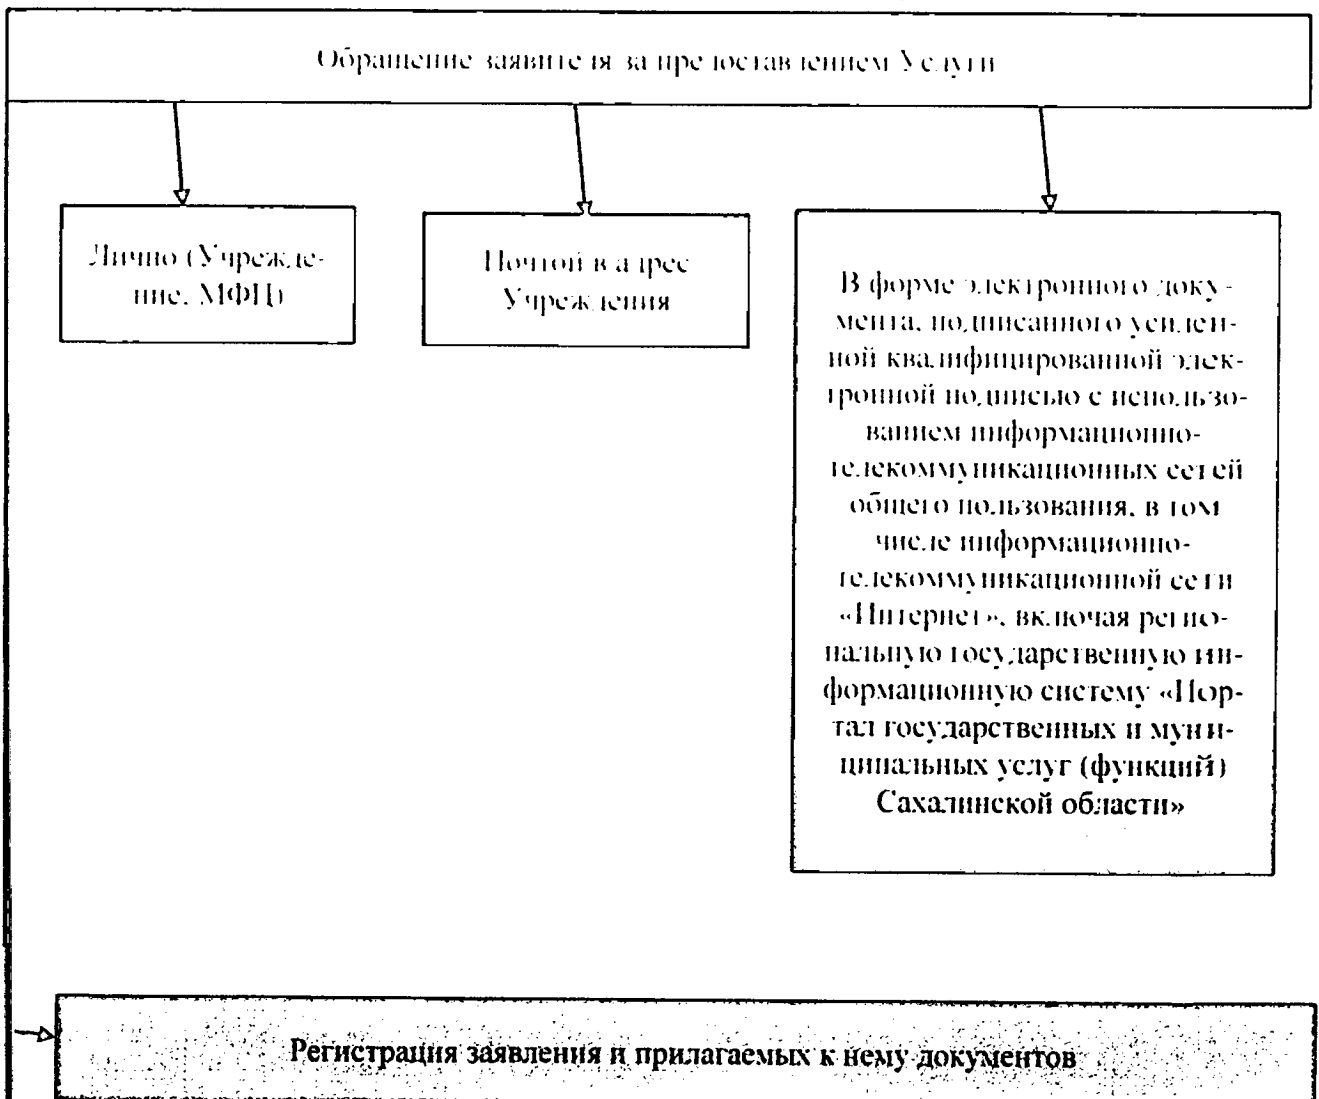 Обращение заявителя за предоставлением Услуги
Лично (Учрежде-
ние, МФЦ)
Почтой в адрес
Учреждения
В форме электронного доку-
мента, подписанного усилен-
ной квалифицированной элек-
тронной подписью с использо-
ванием информационно-
телекоммуникационных сетей
общего пользования, в том
числе информационно-
телекоммуникационной сети
«Интернет», включая регио-
нальную государственную ин-
формационную систему «Пор-
тал государственных и муни-
ципальных услуг (функций)
Сахалинской области»
Регистрация заявления и прилагаемых к нему документов